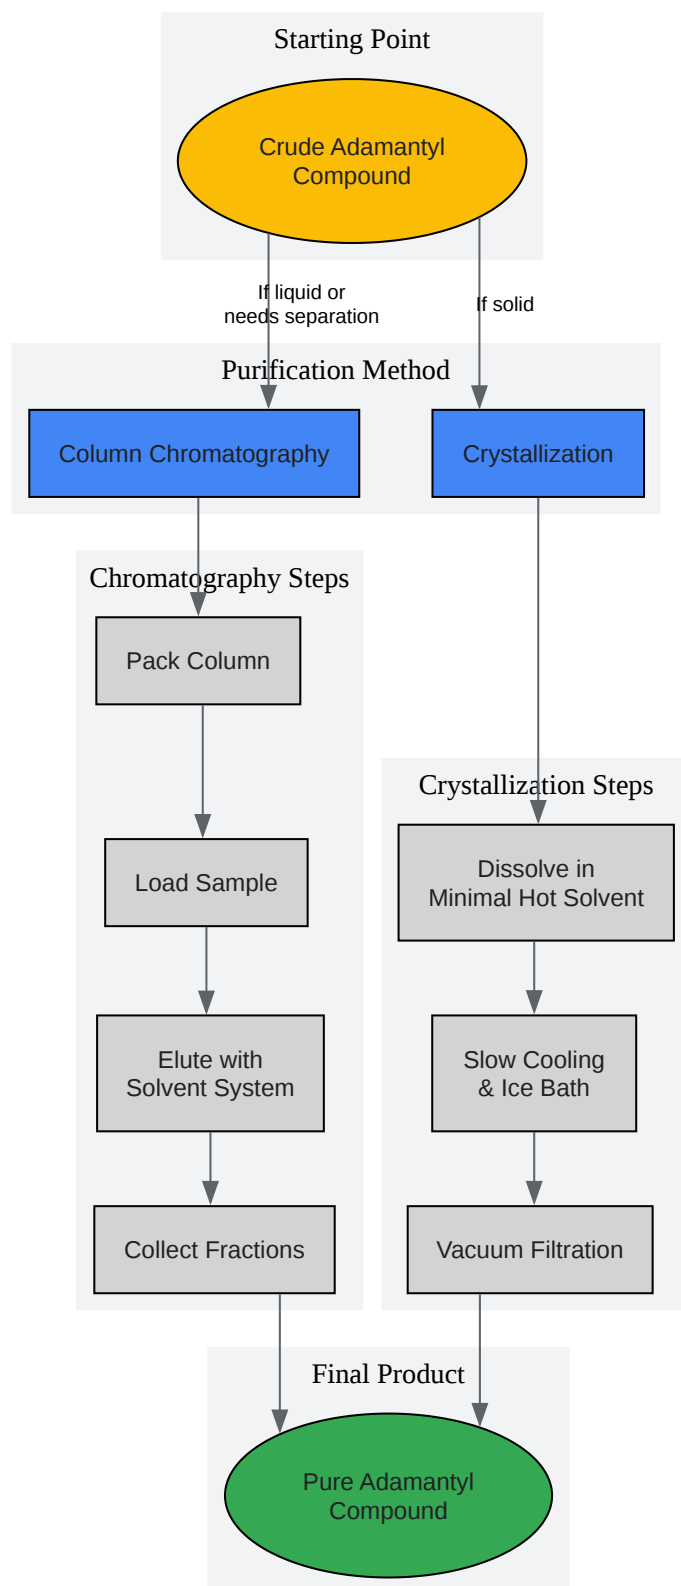 Starting Point
Crude Adamantyl
Compound
If liquid or
needs separation
If solid
Purification Method
Column Chromatography
Crystallization
Chromatography Steps
Pack Column
Load Sample
Elute with
Solvent System
Collect Fractions
Crystallization Steps
Dissolve in
Minimal Hot Solvent
Slow Cooling
& Ice Bath
Vacuum Filtration
Final Product
Pure Adamantyl
Compound